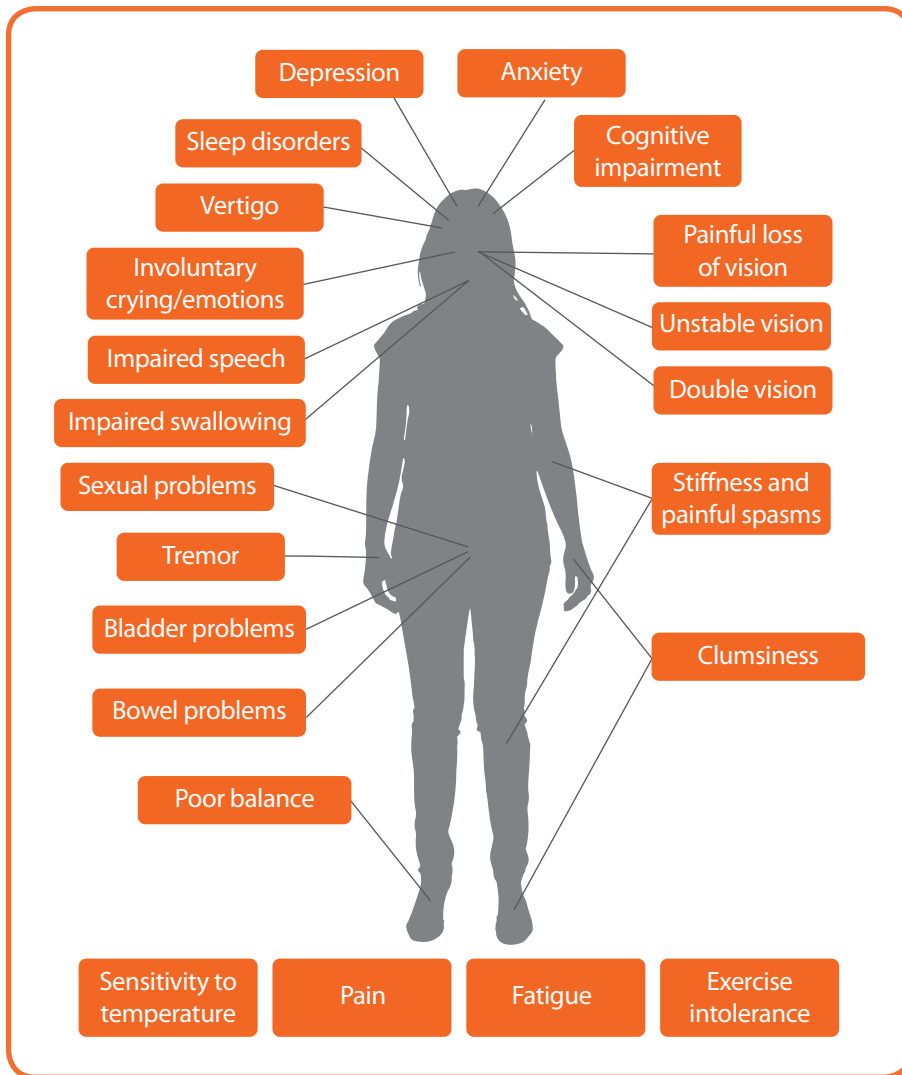 Depression
Anxiety
Sleep disorders
Cognitive
impairment
Vertigo
Painful loss
of vision
Involuntary
crying/emotions
Unstable vision
Impaired speech
Double vision
Impaired swallowing
Sexual problems
Stiffness and
painful spasms
Tremor
Bladder problems
Clumsiness
Bowel problems
Poor balance
Sensitivity to
temperature
Pain
Fatigue
Exercise
intolerance